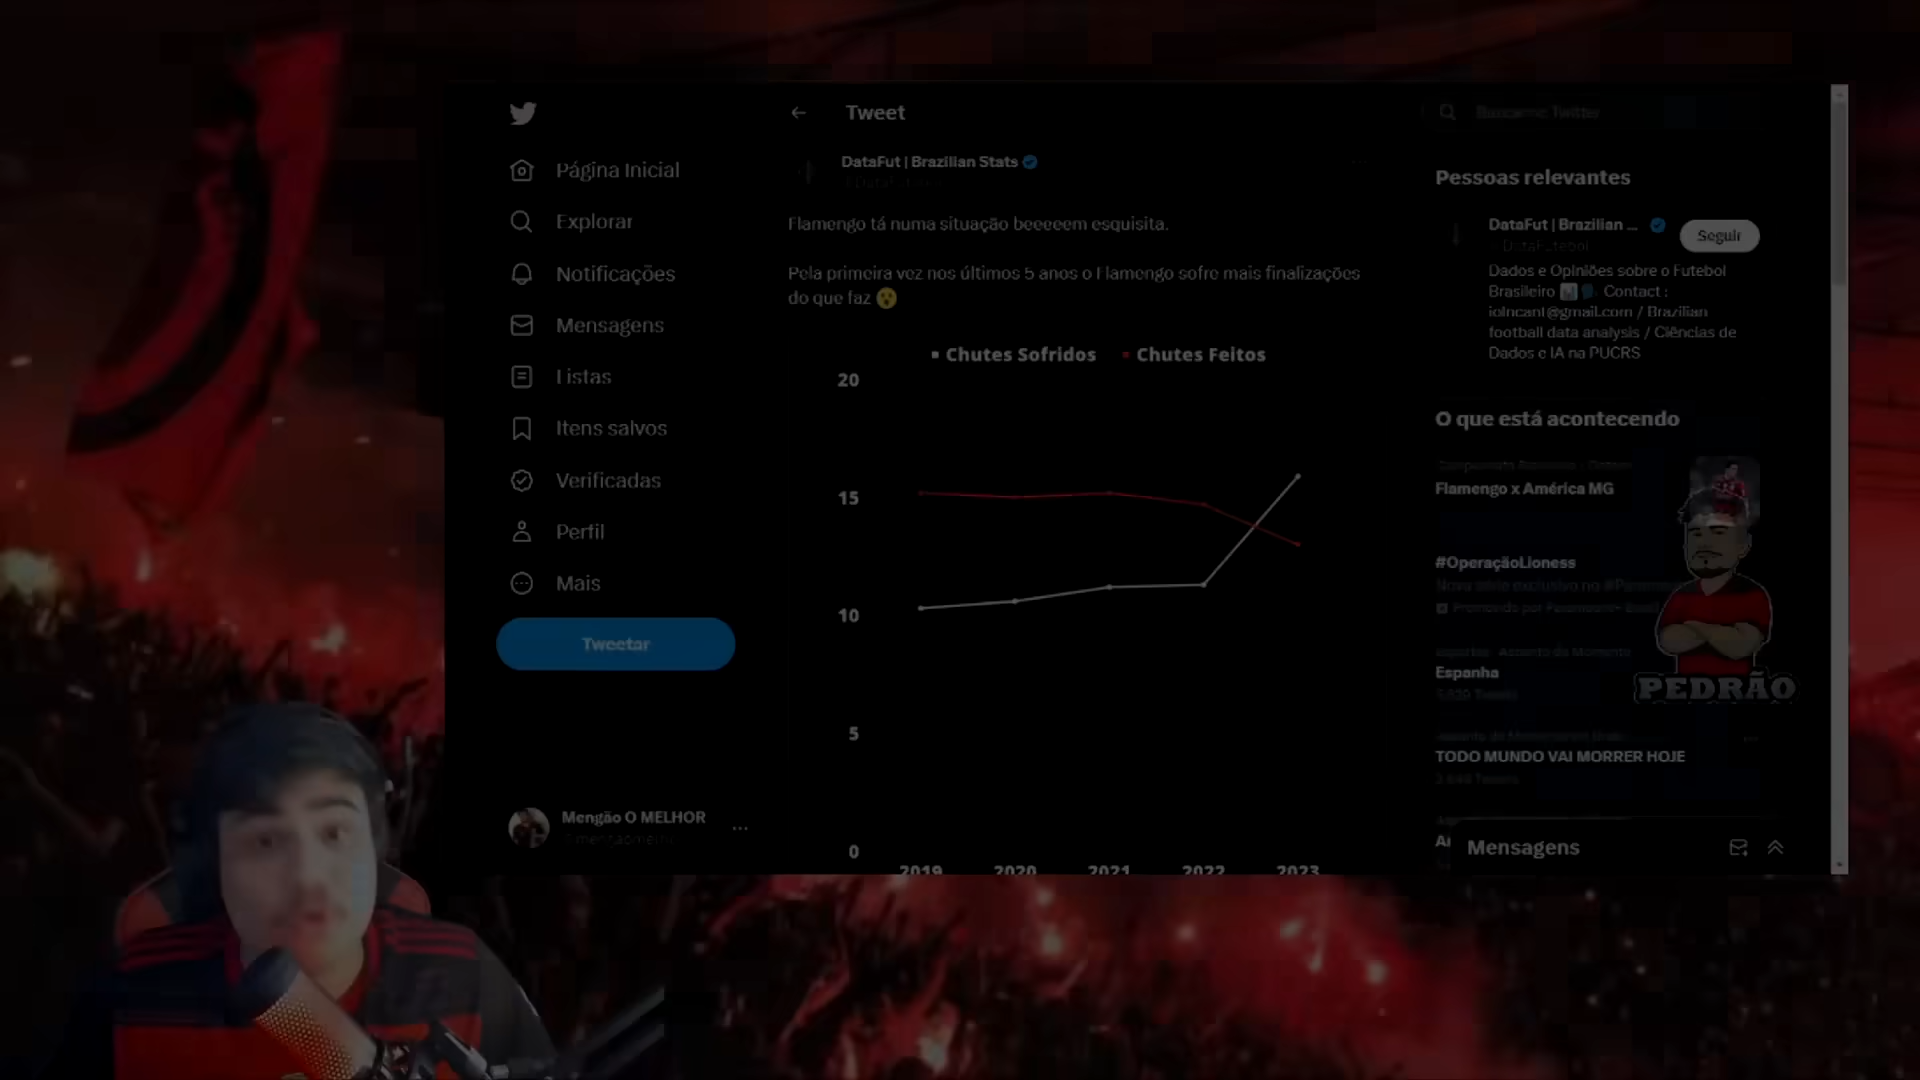 Tweet
Página Inicial
Explorar
Notificações
Mensagens
Listas
Itens salvos
Verificadas
Perfil
Mais
Tweetar
Mengão O MELHOR
DataFut | Brazilian Stats
Flamengo tá numa situação beeeeem esquisita.
Pela primeira vez nos últimos 5 anos o Flamengo sofre mais finalizações
do que faz 😮
Chutes Sofridos
Chutes Feitos
20
15
10
5
0
2019 2020 2021 2022 2023
Buscar no Twitter
Pessoas relevantes
DataFut | Brazilian ...
Seguir
Dados e Opiniões sobre o Futebol
Brasileiro 📊 Contact :
football data analysis / Ciências de
Dados e IA na PUCRS
O que está acontecendo
Flamengo x América MG
#OperaçãoLioness
Espanha
PEDRÃO
TODO MUNDO VAI MORRER HOJE
Mensagens